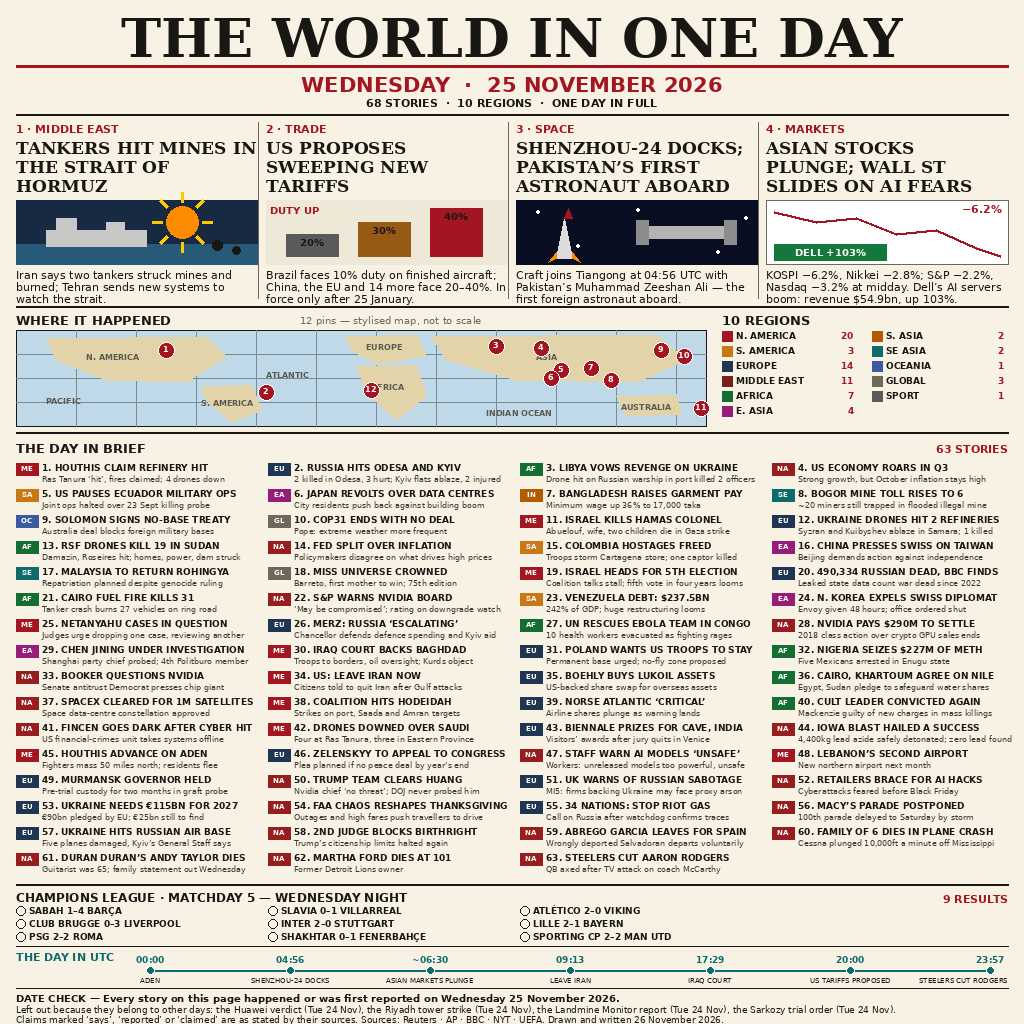 THE WORLD IN ONE DAY
WEDNESDAY · 25 NOVEMBER 2026
68 STORIES · 10 REGIONS · ONE DAY IN FULL
1 · MIDDLE EAST
TANKERS HIT MINES IN
THE STRAIT OF
HORMUZ
Iran says two tankers struck mines and
burned; Tehran sends new systems to
watch the strait.
2 · TRADE
US PROPOSES
SWEEPING NEW
TARIFFS
DUTY UP
20%
30%
40%
Brazil faces 10% duty on finished aircraft;
China, the EU and 14 more face 20–40%. In
force only after 25 January.
3 · SPACE
SHENZHOU-24 DOCKS;
PAKISTAN’S FIRST
ASTRONAUT ABOARD
Craft joins Tiangong at 04:56 UTC with
Pakistan’s Muhammad Zeeshan Ali — the
first foreign astronaut aboard.
4 · MARKETS
ASIAN STOCKS
PLUNGE; WALL ST
SLIDES ON AI FEARS
−6.2%
DELL +103%
KOSPI −6.2%, Nikkei −2.8%; S&P −2.2%,
Nasdaq −3.2% at midday. Dell’s AI servers
boom: revenue $54.9bn, up 103%.
WHERE IT HAPPENED
12 pins — stylised map, not to scale
N. AMERICA
1
EUROPE
3
4
ASIA
9
10
ATLANTIC
5
6
7
8
PACIFIC
S. AMERICA
2
12
INDIAN OCEAN
AUSTRALIA
11
10 REGIONS
N. AMERICA 20
S. AMERICA 3
EUROPE 14
MIDDLE EAST 11
AFRICA 7
E. ASIA 4
S. ASIA 2
SE ASIA 2
OCEANIA 1
GLOBAL 3
SPORT 1
THE DAY IN BRIEF
63 STORIES
ME 1. HOUTHIS CLAIM REFINERY HIT
Ras Tanura ‘hit’, fires claimed; 4 drones down
EU 2. RUSSIA HITS ODESA AND KYIV
2 killed in Odesa, 3 hurt; Kyiv flats ablaze, 2 injured
AF 3. LIBYA VOWS REVENGE ON UKRAINE
Drone hit on Russian warship in port killed 2 officers
NA 4. US ECONOMY ROARS IN Q3
Strong growth, but October inflation stays high
SA 5. US PAUSES ECUADOR MILITARY OPS
Joint ops halted over 23 Sept killing probe
EA 6. JAPAN REVOLTS OVER DATA CENTRES
City residents push back against building boom
IN 7. BANGLADESH RAISES GARMENT PAY
Minimum wage up 36% to 17,000 taka
SE 8. BOGOR MINE TOLL RISES TO 6
~20 miners still trapped in flooded illegal mine
OC 9. SOLOMON SIGNS NO-BASE TREATY
Australia deal blocks foreign military bases
GL 10. COP31 ENDS WITH NO DEAL
Pope: extreme weather more frequent
ME 11. ISRAEL KILLS HAMAS COLONEL
Abuelouf, wife, two children die in Gaza strike
EU 12. UKRAINE DRONES HIT 2 REFINERIES
Syzran and Kuibyshev ablaze in Samara; 1 killed
AF 13. RSF DRONES KILL 19 IN SUDAN
Damazin, Roseires hit; homes, power, dam struck
NA 14. FED SPLIT OVER INFLATION
Policymakers disagree on what drives high prices
SA 15. COLOMBIA HOSTAGES FREED
Troops storm Cartagena store; one captor killed
EA 16. CHINA PRESSES SWISS ON TAIWAN
Beijing demands action against independence
SE 17. MALAYSIA TO RETURN ROHINGYA
Repatriation planned despite genocide ruling
GL 18. MISS UNIVERSE CROWNED
Barreto, first mother to win; 75th edition
ME 19. ISRAEL HEADS FOR 5TH ELECTION
Coalition talks stall; fifth vote in four years looms
EU 20. 490,334 RUSSIAN DEAD, BBC FINDS
Leaked state data count war dead since 2022
AF 21. CAIRO FUEL FIRE KILLS 31
Tanker crash burns 27 vehicles on ring road
NA 22. S&P WARNS NVIDIA BOARD
‘May be compromised’; rating on downgrade watch
SA 23. VENEZUELA DEBT: $237.5BN
242% of GDP; huge restructuring looms
EA 24. N. KOREA EXPELS SWISS DIPLOMAT
Envoy given 48 hours; office ordered shut
ME 25. NETANYAHU CASES IN QUESTION
Judges urge dropping one case, reviewing another
EU 26. MERZ: RUSSIA ‘ESCALATING’
Chancellor defends defence spending and Kyiv aid
AF 27. UN RESCUES EBOLA TEAM IN CONGO
10 health workers evacuated as fighting rages
NA 28. NVIDIA PAYS $290M TO SETTLE
2018 class action over crypto GPU sales ends
EA 29. CHEN JINING UNDER INVESTIGATION
Shanghai party chief probed; 4th Politburo member
ME 30. IRAQ COURT BACKS BAGHDAD
Troops to borders, oil oversight; Kurds object
EU 31. POLAND WANTS US TROOPS TO STAY
Permanent base urged; no-fly zone proposed
AF 32. NIGERIA SEIZES $227M OF METH
Five Mexicans arrested in Enugu state
NA 33. BOOKER QUESTIONS NVIDIA
Senate antitrust Democrat presses chip giant
ME 34. US: LEAVE IRAN NOW
Citizens told to quit Iran after Gulf attacks
EU 35. BOEHLY BUYS LUKOIL ASSETS
US-backed share swap for overseas assets
AF 36. CAIRO, KHARTOUM AGREE ON NILE
Egypt, Sudan pledge to safeguard water shares
NA 37. SPACEX CLEARED FOR 1M SATELLITES
Space data-centre constellation approved
ME 38. COALITION HITS HODEIDAH
Strikes on port, Saada and Amran targets
EU 39. NORSE ATLANTIC ‘CRITICAL’
Airline shares plunge as warning lands
AF 40. CULT LEADER CONVICTED AGAIN
Mackenzie guilty of new charges in mass killings
NA 41. FINCEN GOES DARK AFTER CYBER HIT
US financial-crimes unit takes systems offline
ME 42. DRONES DOWNED OVER SAUDI
Four at Ras Tanura, three in Eastern Province
EU 43. BIENNALE PRIZES FOR CAVE, INDIA
Visitors’ awards after jury quits in Venice
NA 44. IOWA BLAST HAILED A SUCCESS
4,400kg lead aside safely detonated; zero lead found
ME 45. HOUTHIS ADVANCE ON ADEN
Fighters mass 50 miles north; residents flee
EU 46. ZELENSKYY TO APPEAL TO CONGRESS
Plea planned if no peace deal by year’s end
NA 47. STAFF WARN AI MODELS ‘UNSAFE’
Workers: unreleased models too powerful, unsafe
ME 48. LEBANON’S SECOND AIRPORT
New northern airport next month
EU 49. MURMANSK GOVERNOR HELD
Pre-trial custody for two months in graft probe
NA 50. TRUMP TEAM CLEARS HUANG
Nvidia chief ‘no threat’; DOJ never probed him
EU 51. UK WARNS OF RUSSIAN SABOTAGE
MI5: firms backing Ukraine may face proxy arson
NA 52. RETAILERS BRACE FOR AI HACKS
Cyberattacks feared before Black Friday
EU 53. UKRAINE NEEDS €115BN FOR 2027
€90bn pledged by EU; €25bn still to find
NA 54. FAA CHAOS RESHAPES THANKSGIVING
Outages and high fares push travellers to drive
EU 55. 34 NATIONS: STOP RIOT GAS
Call on Russia after watchdog confirms traces
NA 56. MACY’S PARADE POSTPONED
100th parade delayed to Saturday by storm
EU 57. UKRAINE HITS RUSSIAN AIR BASE
Five planes damaged, Kyiv’s General Staff says
NA 58. 2ND JUDGE BLOCKS BIRTHRIGHT
Trump’s citizenship limits halted again
NA 59. ABREGO GARCIA LEAVES FOR SPAIN
Wrongly deported Salvadoran departs voluntarily
NA 60. FAMILY OF 6 DIES IN PLANE CRASH
Cessna plunged 10,000ft a minute off Mississippi
NA 61. DURAN DURAN’S ANDY TAYLOR DIES
Guitarist was 65; family statement out Wednesday
NA 62. MARTHA FORD DIES AT 101
Former Detroit Lions owner
NA 63. STEELERS CUT AARON RODGERS
QB axed after TV attack on coach McCarthy
CHAMPIONS LEAGUE · MATCHDAY 5 — WEDNESDAY NIGHT
9 RESULTS
SABAH 1–4 BARÇA
SLAVIA 0–1 VILLARREAL
ATLÉTICO 2–0 VIKING
CLUB BRUGGE 0–3 LIVERPOOL
INTER 2–0 STUTTGART
LILLE 2–1 BAYERN
PSG 2–2 ROMA
SHAKHTAR 0–1 FENERBAHÇE
SPORTING CP 2–2 MAN UTD
THE DAY IN UTC
00:00
ADEN
04:56
SHENZHOU-24 DOCKS
~06:30
ASIAN MARKETS PLUNGE
09:13
LEAVE IRAN
17:29
IRAQ COURT
20:00
US TARIFFS PROPOSED
23:57
STEELERS CUT RODGERS
DATE CHECK — Every story on this page happened or was first reported on Wednesday 25 November 2026.
Left out because they belong to other days: the Huawei verdict (Tue 24 Nov), the Riyadh tower strike (Tue 24 Nov), the Landmine Monitor report (Tue 24 Nov), the Sarkozy trial order (Tue 24 Nov).
Claims marked ‘says’, ‘reported’ or ‘claimed’ are as stated by their sources. Sources: Reuters · AP · BBC · NYT · UEFA. Drawn and written 26 November 2026.